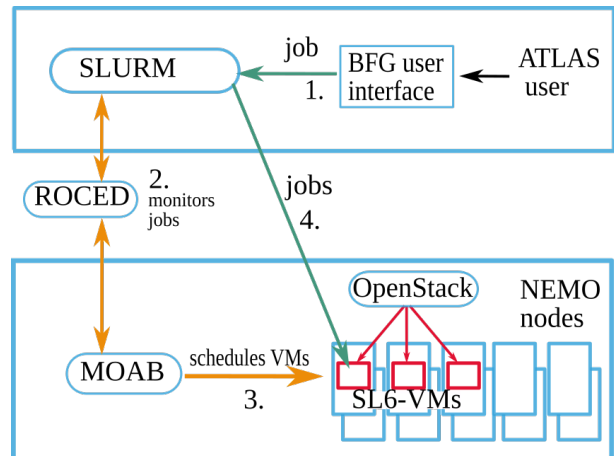 job
SLURM
BFG user
interface
1.
ATLAS
user
ROCED
2.
monitors
jobs
jobs
4.
OpenStack
NEMO
nodes
MOAB
schedules VMs
3.
SL6-VMs